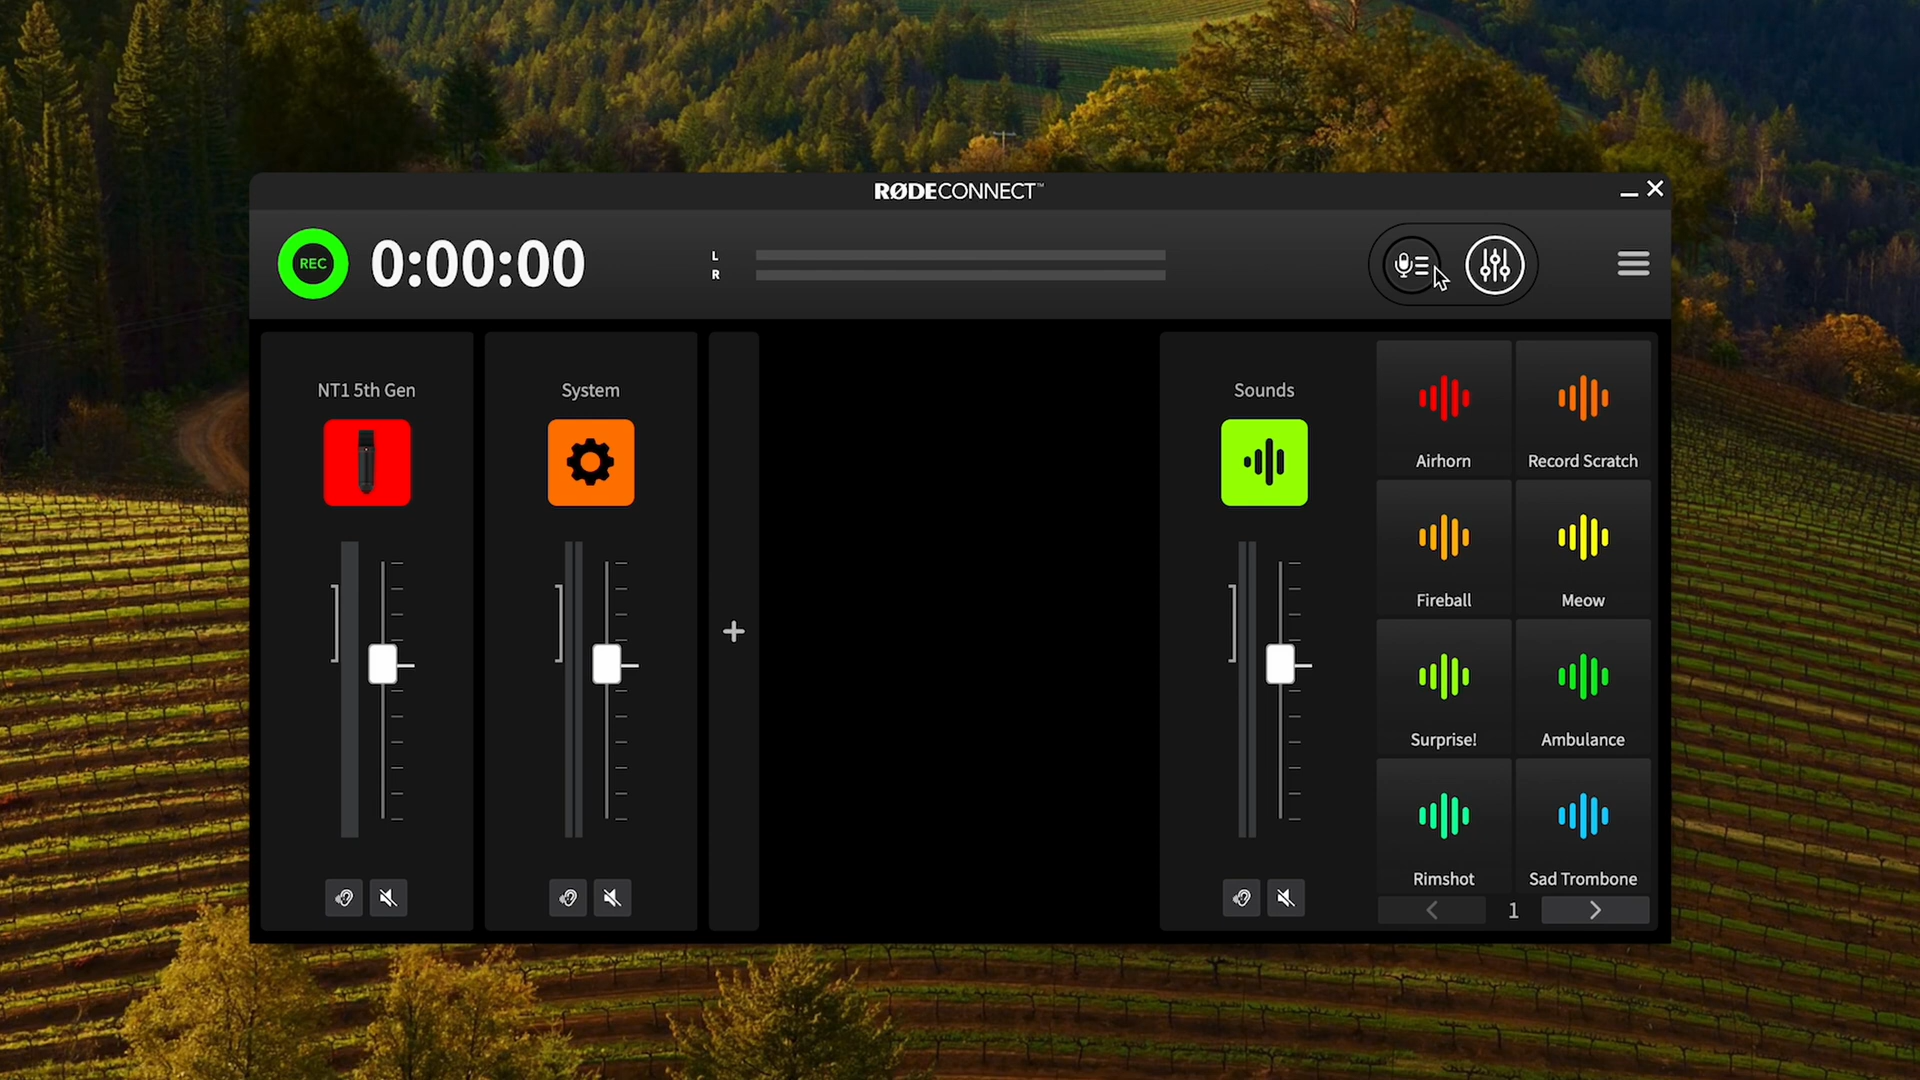 RØDECONNECT™
REC
0:00:00
L
R
NT1 5th Gen
System
Sounds
Airhorn
Record Scratch
Fireball
Meow
Surprise!
Ambulance
Rimshot
Sad Trombone
1